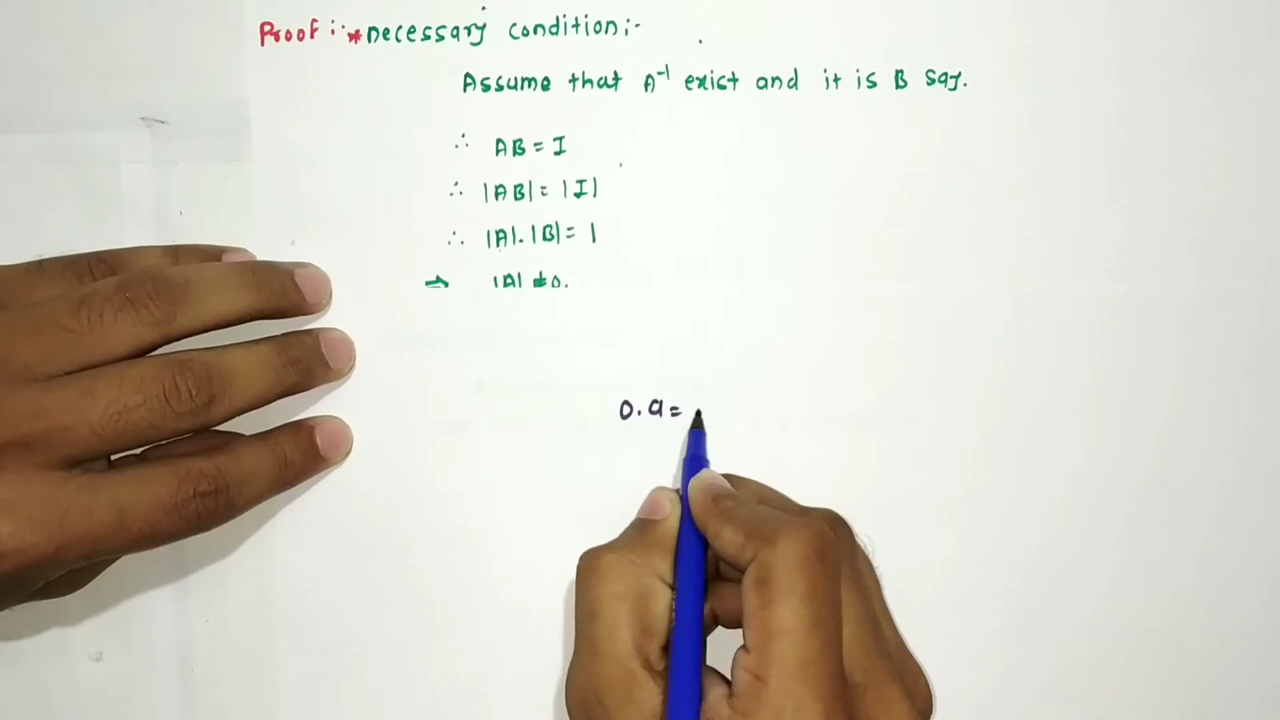 Proof :- * necessary condition :-
Assume that A⁻¹ exist and it is B say.
∴ AB = I
∴ |AB| = |I|
∴ |A|. |B| = 1
⇒ |A| ≠ 0.
0. a =